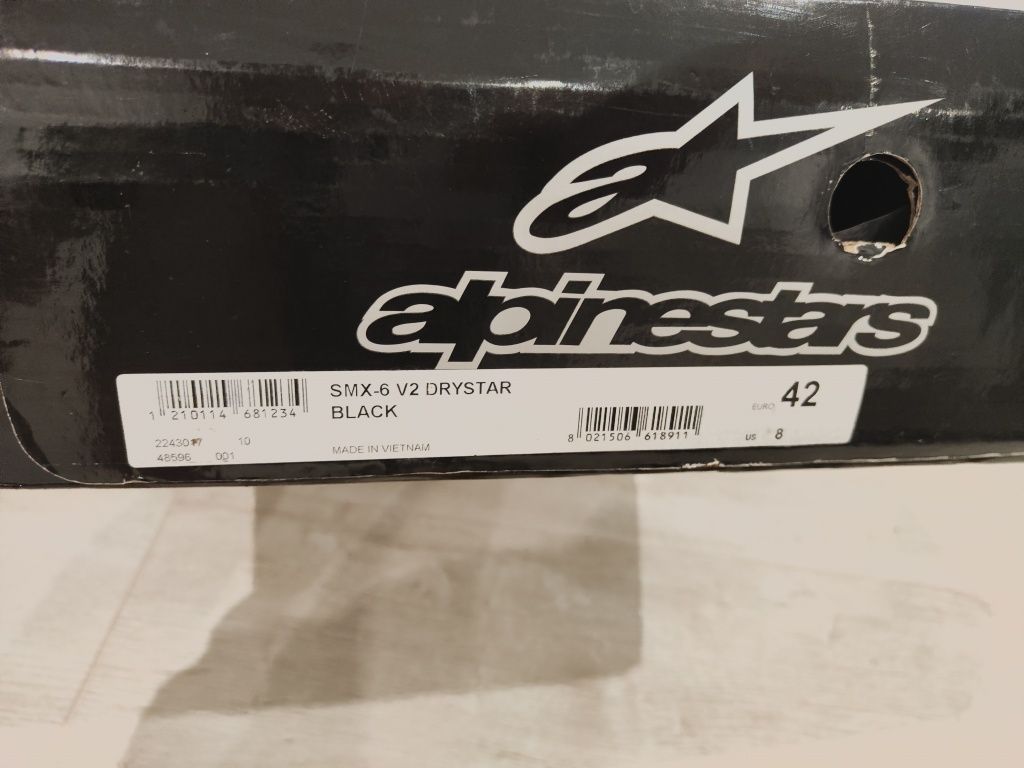 alpinestars
SMX-6 V2 DRYSTAR
BLACK
1 210114 681234
2243017 10
48596 001
MADE IN VIETNAM
8 021506 618911
EURO 42
US 8